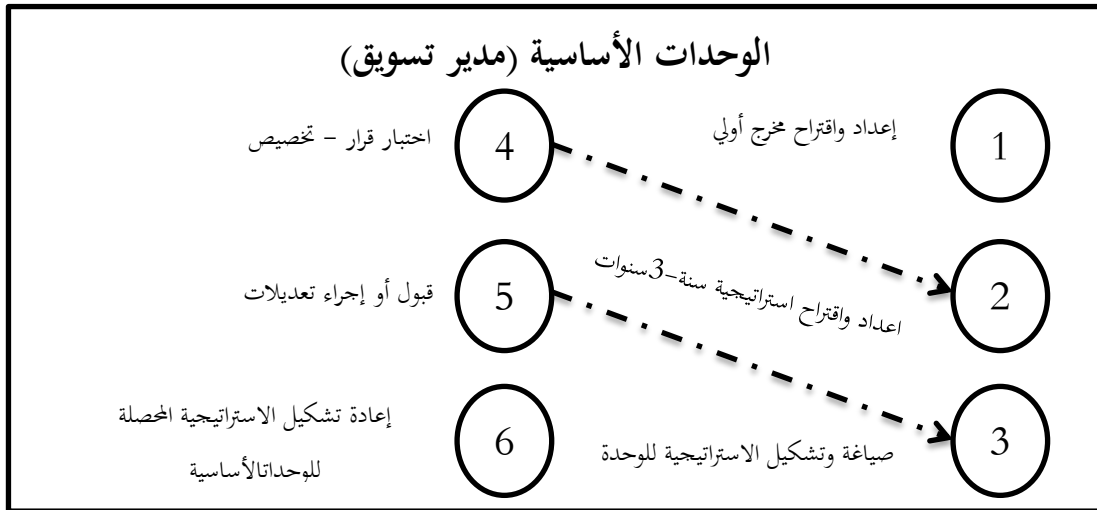 الوحدات الأساسية (مدير تسويق)
1
إعداد واقتراح مخرج أولي
4
اختبار قرار – تخصيص
2
اعداد واقتراح استراتيجية سنة-3سنوات
5
قبول أو إجراء تعديلات
3
صياغة وتشكيل الاستراتيجية للوحدة
6
إعادة تشكيل الاستراتيجية المحصلة
للوحداتالأساسية